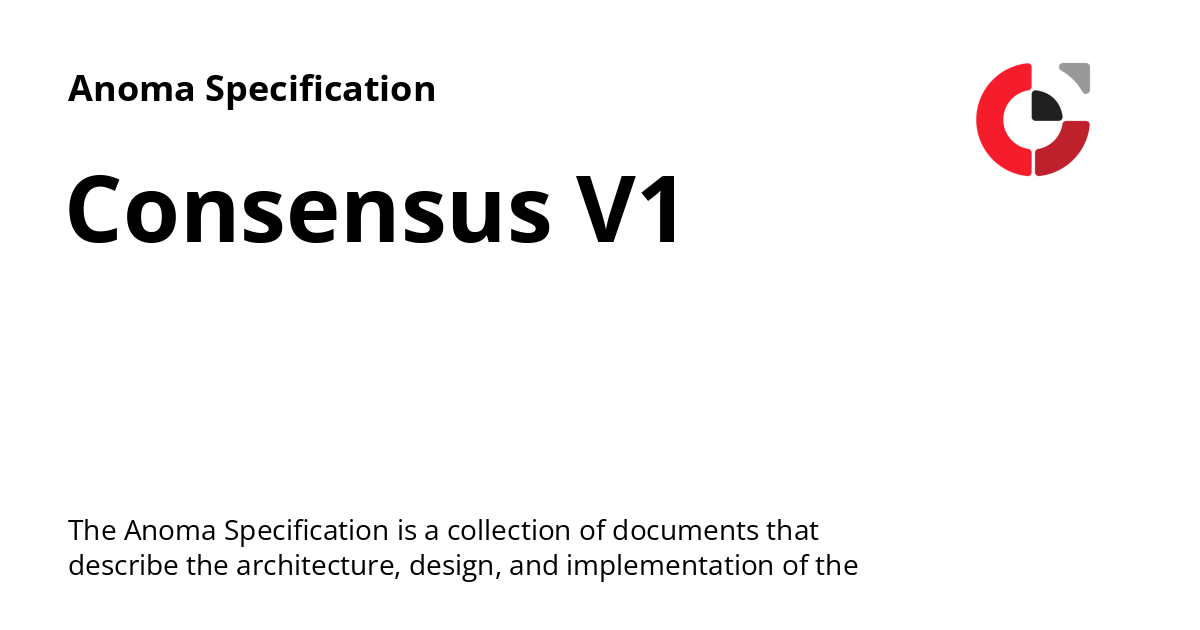 Anoma Specification
Consensus V1
The Anoma Specification is a collection of documents that
describe the architecture, design, and implementation of the